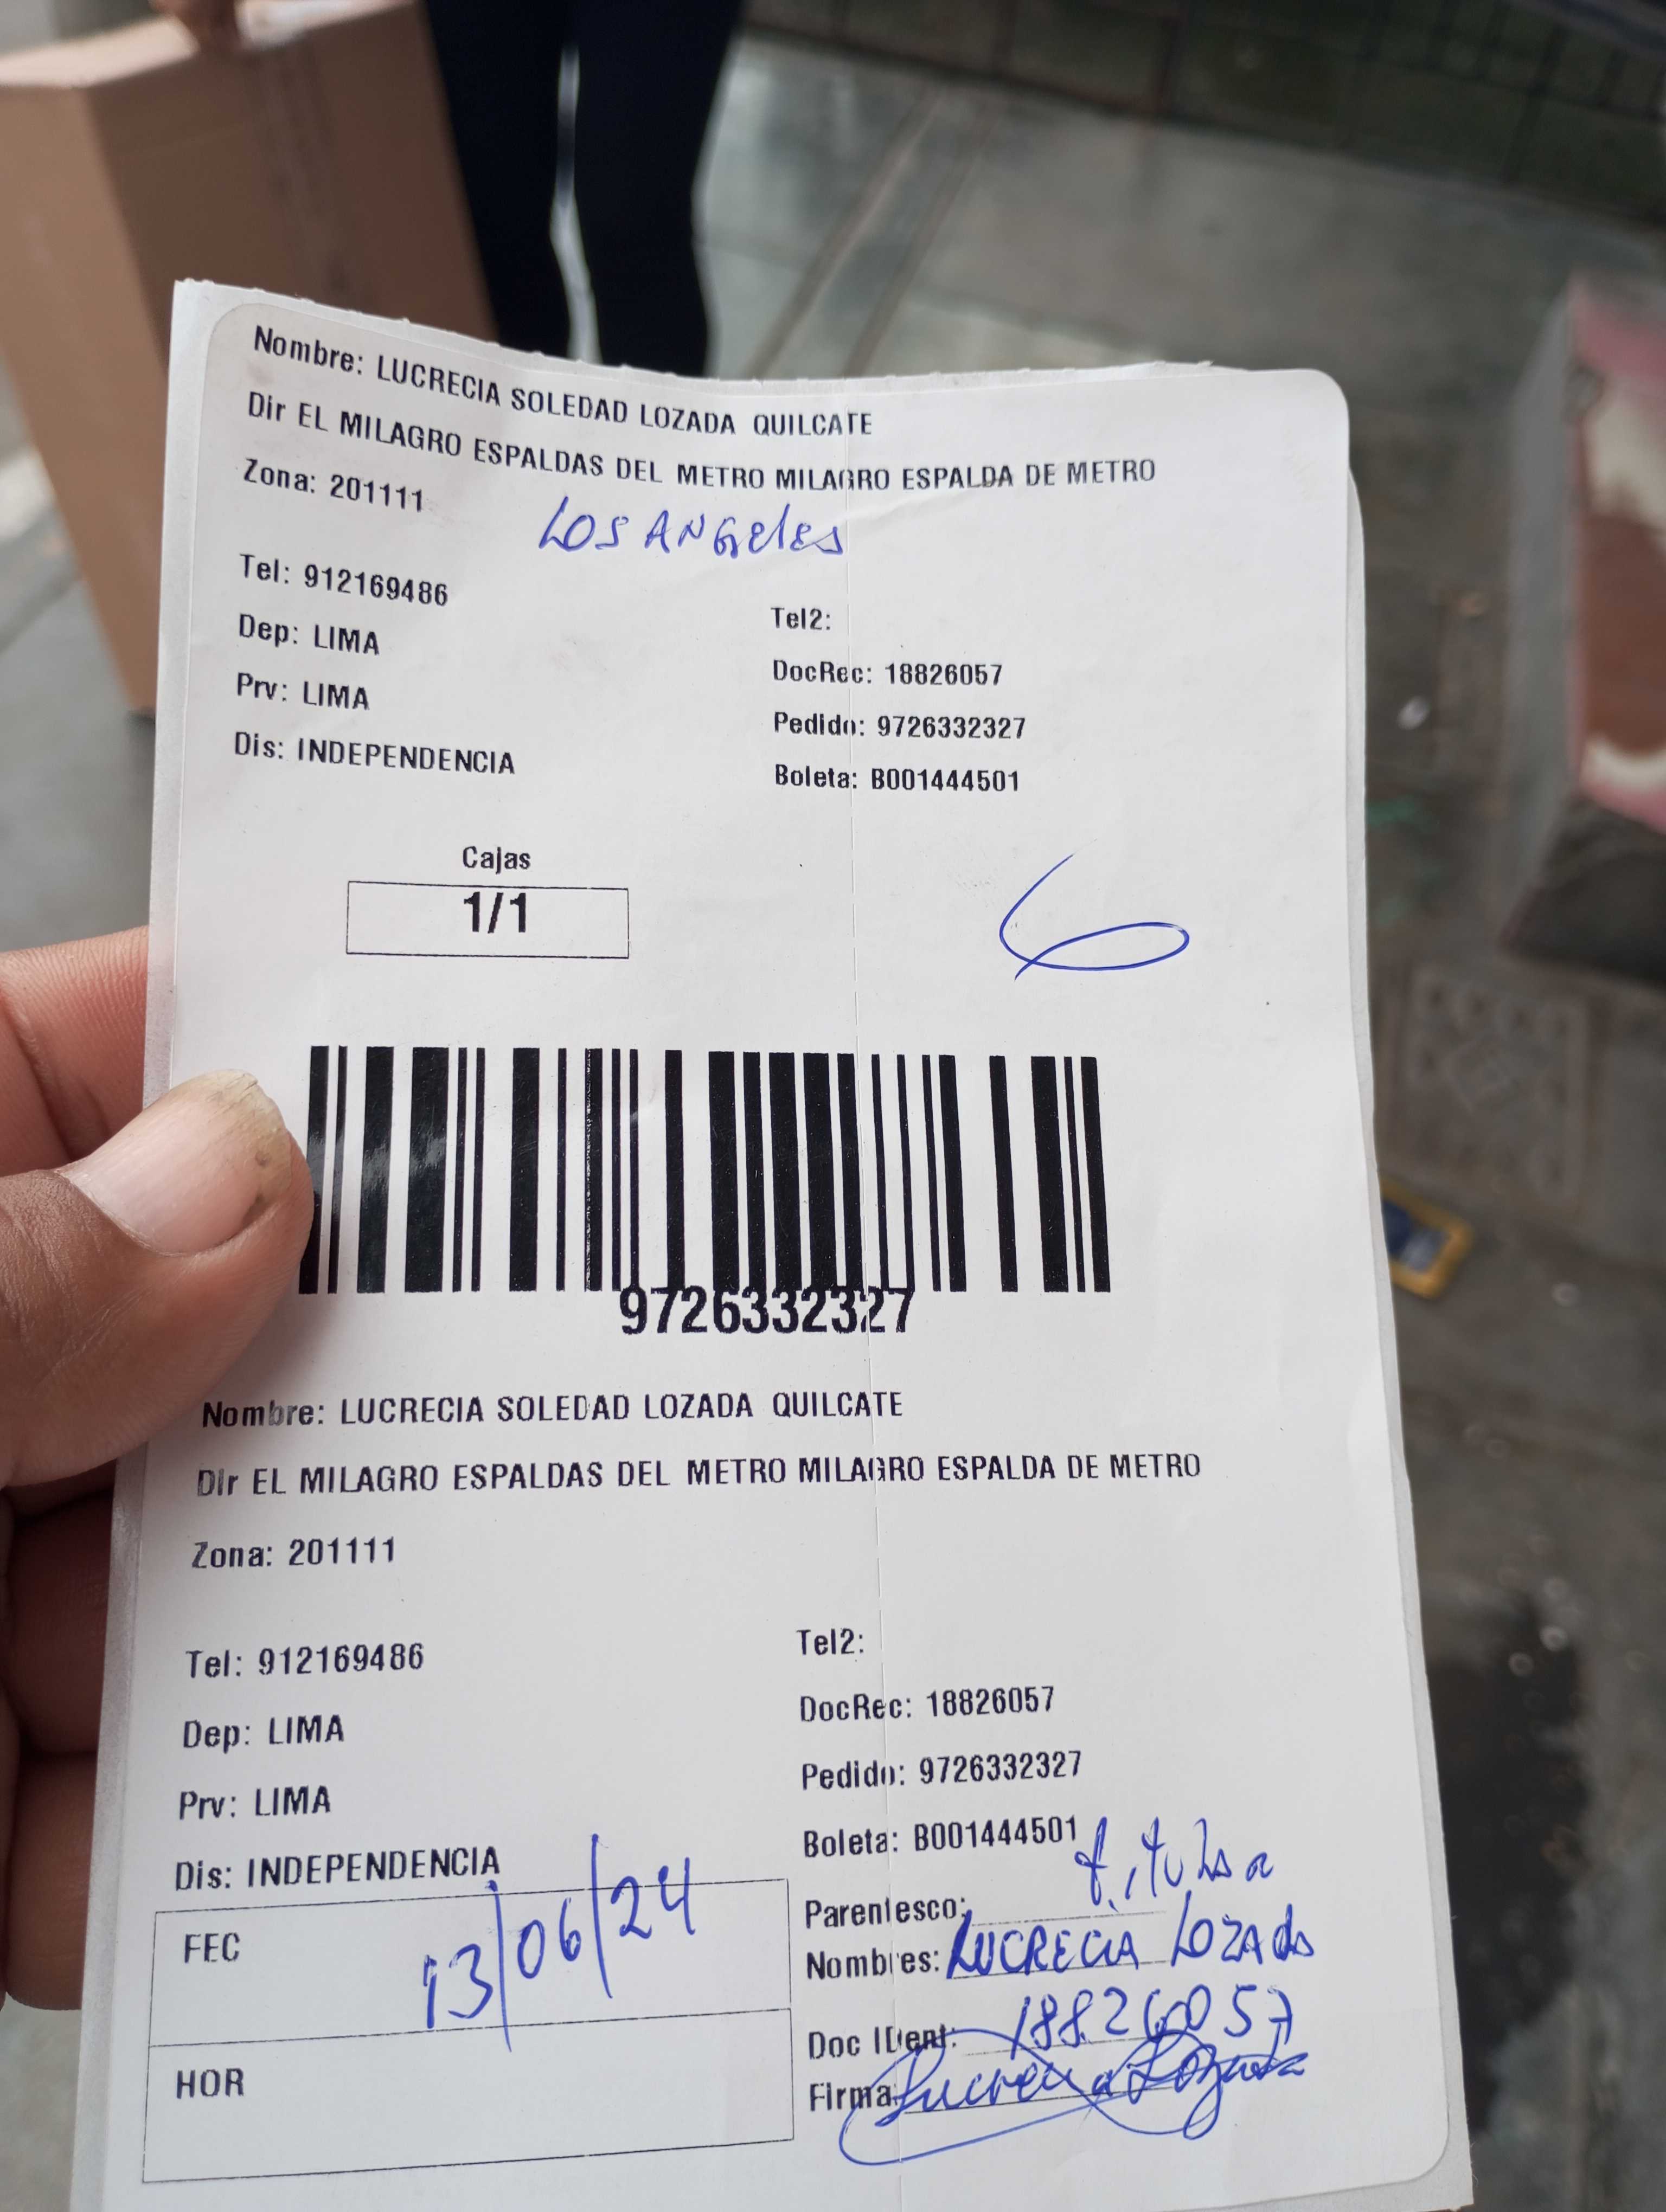 Nombre: LUCRECIA SOLEDAD LOZADA QUILCATE
Dir EL MILAGRO ESPALDAS DEL METRO MILAGRO ESPALDA DE METRO
Zona: 201111
LOS ANGeles
Tel: 912169486
Tel2:
Dep: LIMA
DocRec: 18826057
Prv: LIMA
Pedido: 9726332327
Dis: INDEPENDENCIA
Boleta: B001444501
Cajas
1/1
6
9726332327
Nombre: LUCRECIA SOLEDAD LOZADA QUILCATE
Dir EL MILAGRO ESPALDAS DEL METRO MILAGRO ESPALDA DE METRO
Zona: 201111
Tel: 912169486
Tel2:
Dep: LIMA
DocRec: 18826057
Prv: LIMA
Pedido: 9726332327
Dis: INDEPENDENCIA
Boleta: B001444501
FEC 13/06/24
HOR
Parentesco: titular
Nombres: LUCRECIA LOZADA
Doc IDent: 18826057
Firma: Lucrecia Lozada